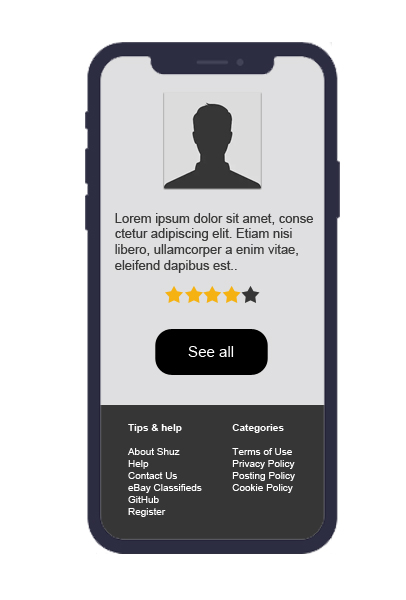 Lorem ipsum dolor sit amet, conse
ctetur adipiscing elit. Etiam nisi
libero, ullamcorper a enim vitae,
eleifend dapibus est..
See all
Tips & help
About Shuz
Help
Contact Us
eBay Classifieds
GitHub
Register
Categories
Terms of Use
Privacy Policy
Posting Policy
Cookie Policy